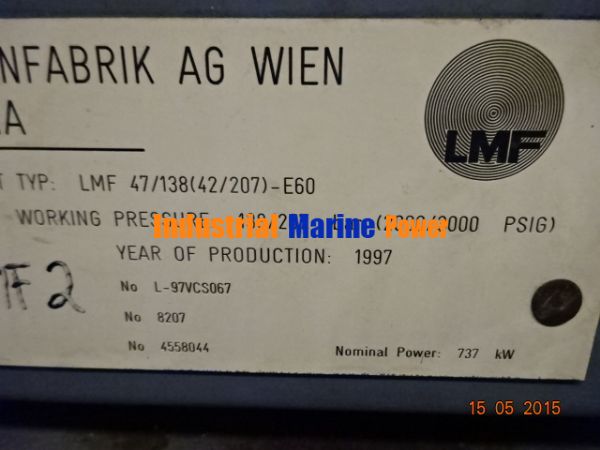 NFABRIK AG WIEN
LMF
TYP: LMF 47/138(42/207)-E60
WORKING PRESSURE PSIG)
Industrial Marine Power
YEAR OF PRODUCTION: 1997
F2
No L-97VCS067
No 8207
No 4558044
Nominal Power: 737 kW
15 05 2015